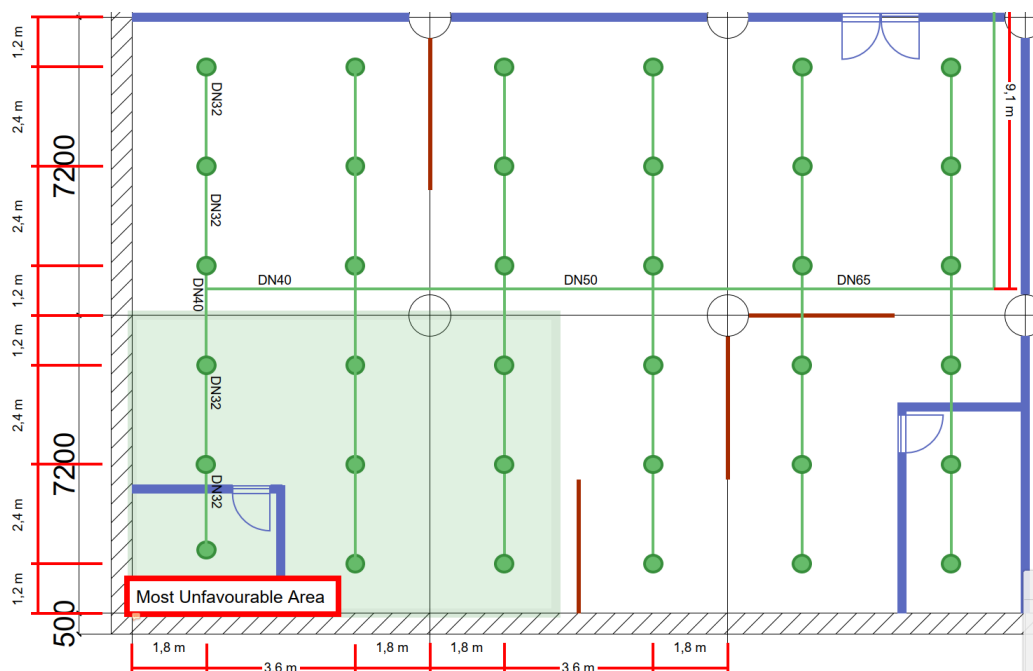 1,2 m
2,4 m
7200
2,4 m
1,2 m
1,2 m
2,4 m
7200
2,4 m
1,2 m
500
DN32
DN32
DN40
DN40
DN50
DN65
9,1 m
DN32
DN32
Most Unfavourable Area
1,8 m
3,6 m
1,8 m
1,8 m
3,6 m
1,8 m